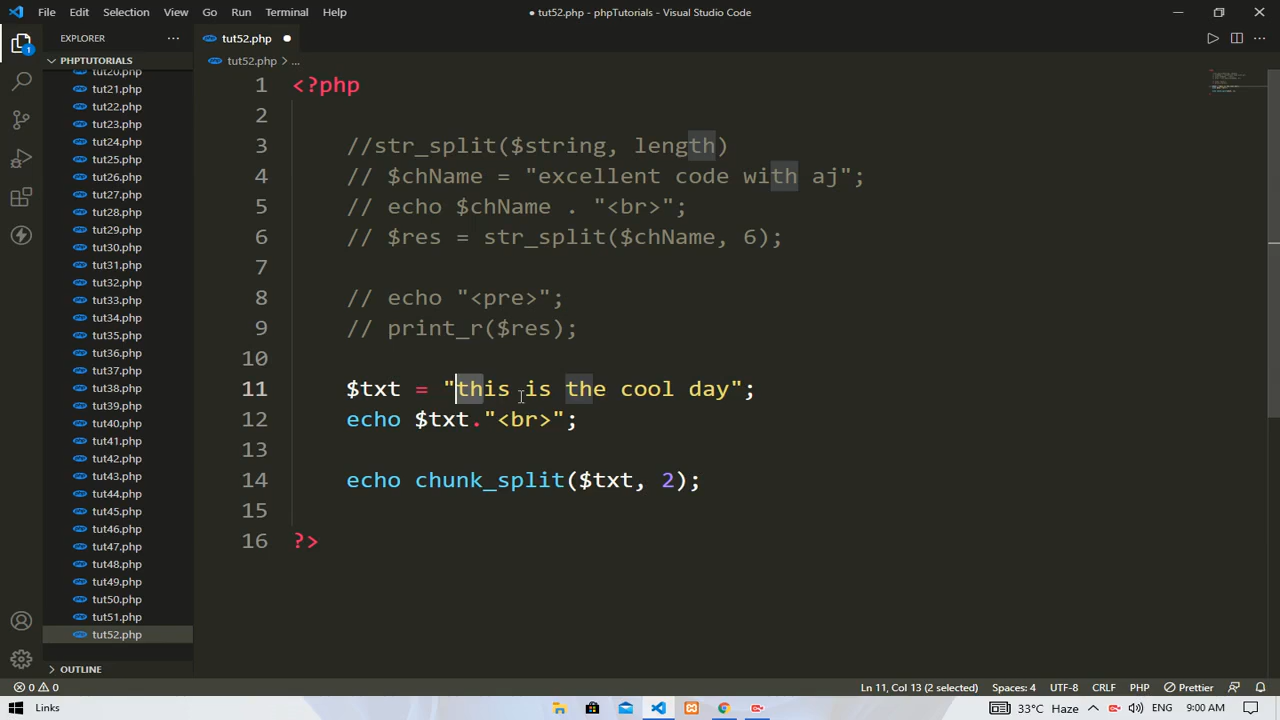 File Edit Selection View Go Run Terminal Help
● tut52.php - phpTutorials - Visual Studio Code
EXPLORER
tut52.php ●
PHPTUTORIALS
tut52.php > ...
1
tut20.php
tut21.php
tut22.php
tut23.php
tut24.php
tut25.php
tut26.php
tut27.php
tut28.php
tut29.php
tut30.php
tut31.php
tut32.php
tut33.php
tut34.php
tut35.php
tut36.php
tut37.php
tut38.php
tut39.php
tut40.php
tut41.php
tut42.php
tut43.php
tut44.php
tut45.php
tut46.php
tut47.php
tut48.php
tut49.php
tut50.php
tut51.php
tut52.php
OUTLINE
1 <?php
2
3 //str_split($string, length)
4 // $chName = "excellent code with aj";
5 // echo $chName . "<br>";
6 // $res = str_split($chName, 6);
7
8 // echo "<pre>";
9 // print_r($res);
10
11 $txt = "this is the cool day";
12 echo $txt."<br>";
13
14 echo chunk_split($txt, 2);
15
16 ?>
0 0
Ln 11, Col 13 (2 selected) Spaces: 4 UTF-8 CRLF PHP Prettier
Links
33°C Haze ENG 9:00 AM